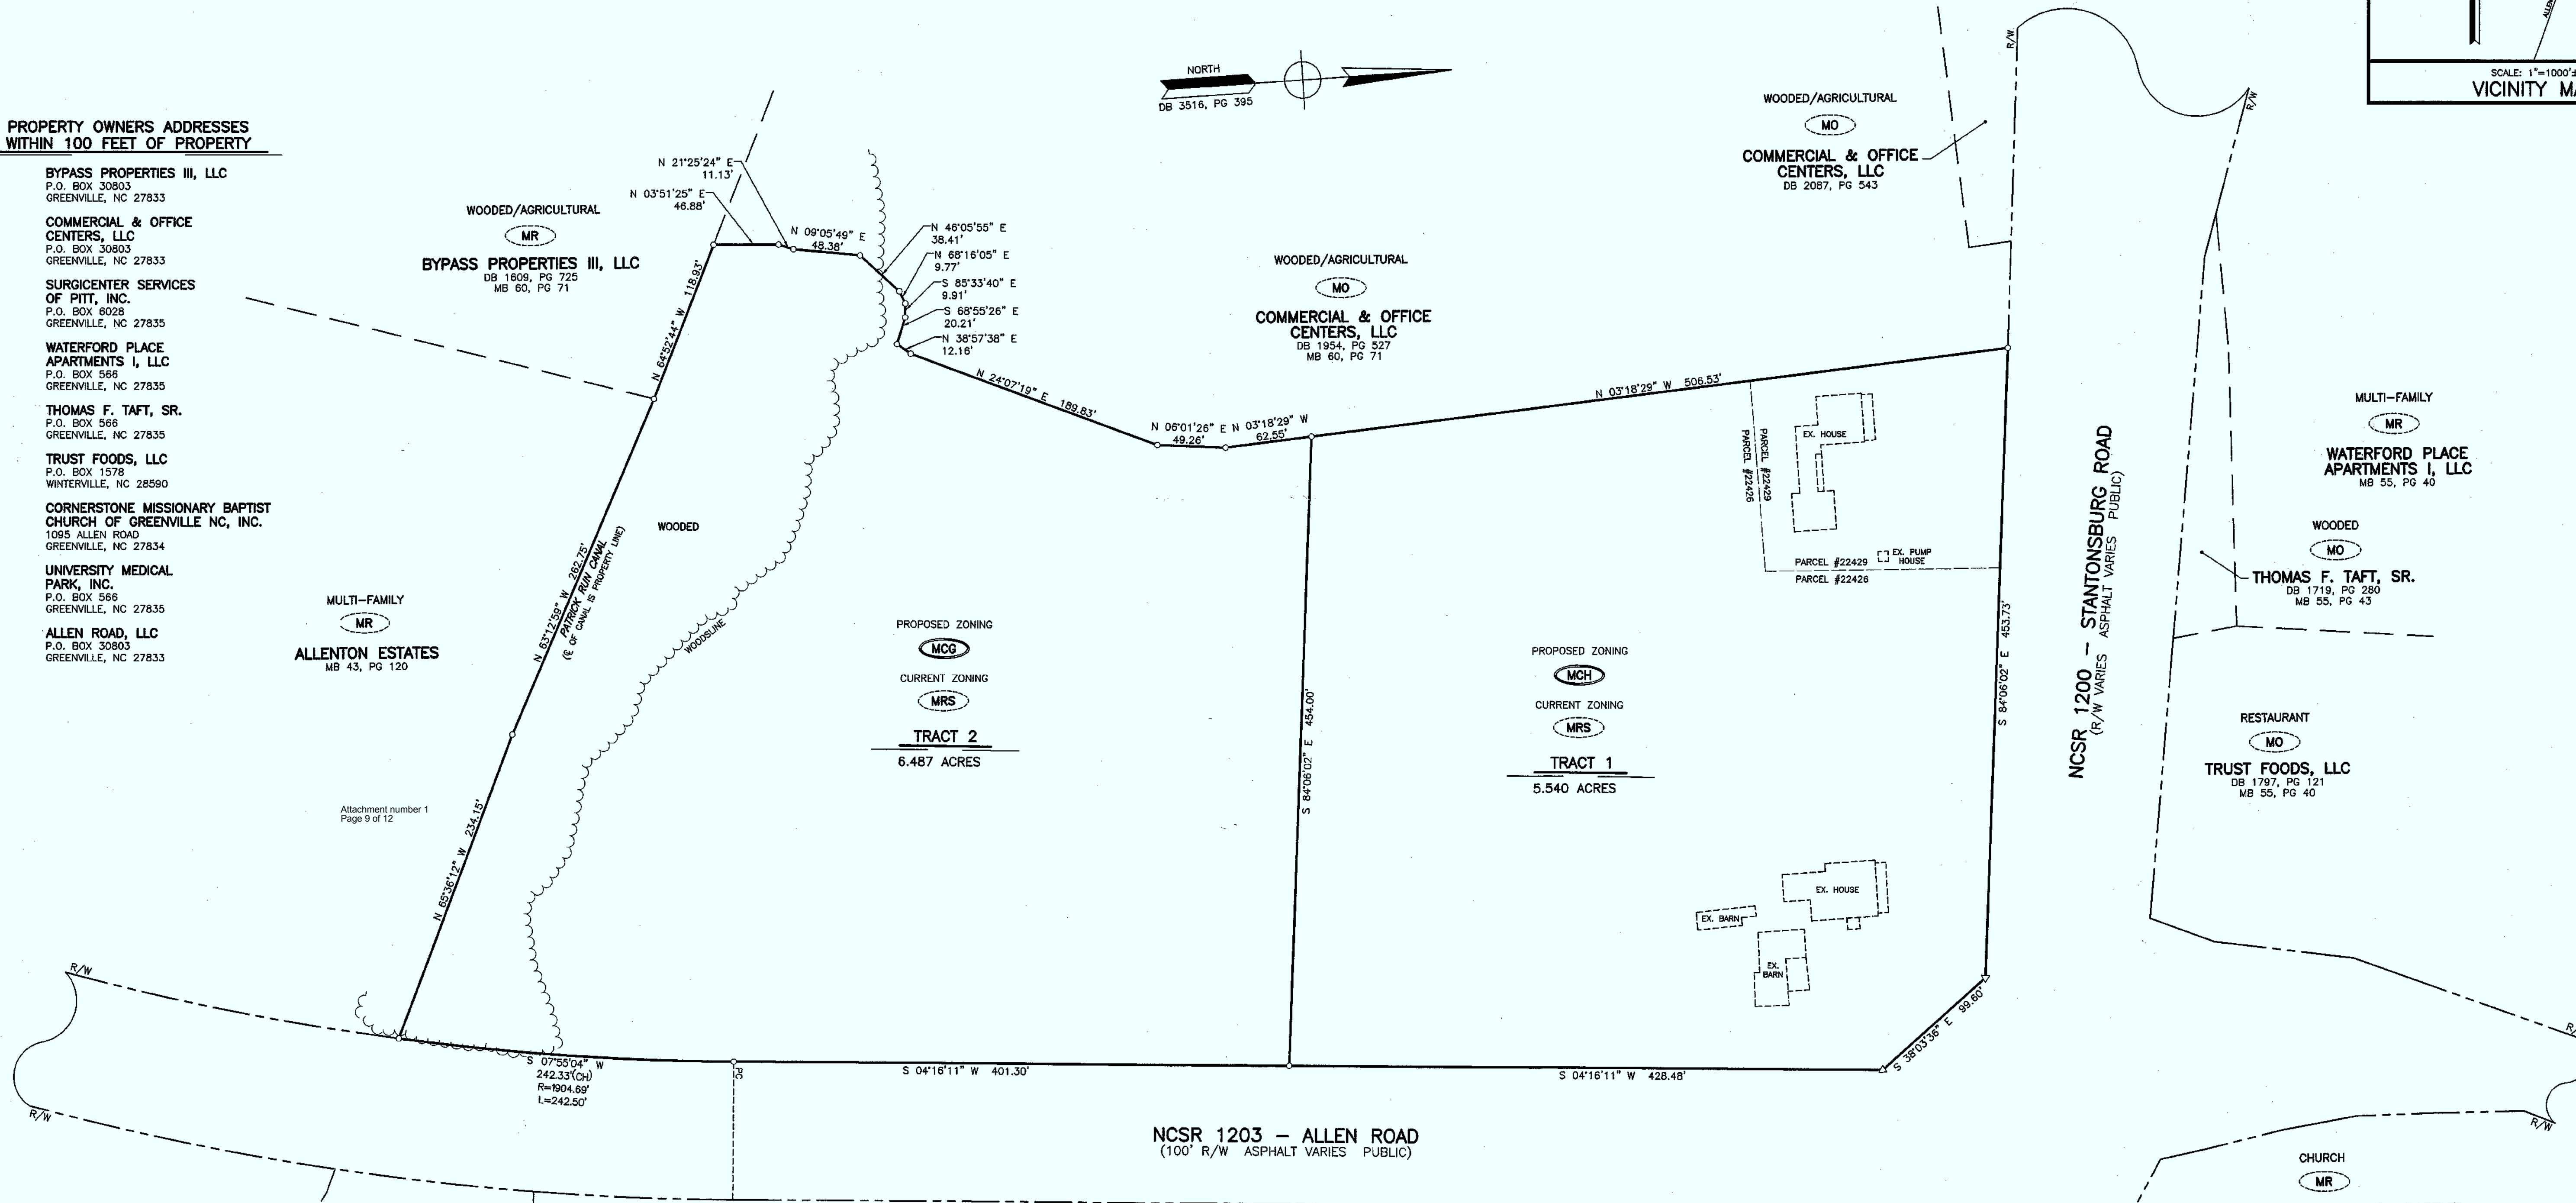 PROPERTY OWNERS ADDRESSES
WITHIN 100 FEET OF PROPERTY
BYPASS PROPERTIES III, LLC
P.O. BOX 30803
GREENVILLE, NC 27833
COMMERCIAL & OFFICE
CENTERS, LLC
P.O. BOX 30803
GREENVILLE, NC 27833
SURGICENTER SERVICES
OF PITT, INC.
P.O. BOX 6028
GREENVILLE, NC 27835
WATERFORD PLACE
APARTMENTS I, LLC
P.O. BOX 566
GREENVILLE, NC 27835
THOMAS F. TAFT, SR.
P.O. BOX 566
GREENVILLE, NC 27835
TRUST FOODS, LLC
P.O. BOX 1578
WINTERVILLE, NC 28590
CORNERSTONE MISSIONARY BAPTIST
CHURCH OF GREENVILLE NC, INC.
1095 ALLEN ROAD
GREENVILLE, NC 27834
UNIVERSITY MEDICAL
PARK, INC.
P.O. BOX 566
GREENVILLE, NC 27835
ALLEN ROAD, LLC
P.O. BOX 30803
GREENVILLE, NC 27833
NORTH
DB 3516, PG 395
SCALE: 1"=1000'±
VICINITY
WOODED/AGRICULTURAL
MR
BYPASS PROPERTIES III, LLC
DB 1609, PG 725
MB 60, PG 71
N 21°25'24" E
11.13'
N 03°51'25" E
46.88'
N 09°05'49" E
48.38'
N 46°05'55" E
38.41'
N 68°16'05" E
9.77'
S 85°33'40" E
9.91'
S 68°55'26" E
20.21'
N 38°57'38" E
12.16'
N 24°07'19" E 189.83'
N 06°01'26" E
49.26'
N 03°18'29" W
62.55'
N 03°18'29" W 506.53'
WOODED/AGRICULTURAL
MO
COMMERCIAL & OFFICE
CENTERS, LLC
DB 1954, PG 527
MB 60, PG 71
WOODED/AGRICULTURAL
MO
COMMERCIAL & OFFICE
CENTERS, LLC
DB 2087, PG 543
R/W
R/W
N 64°52'44" W 118.93'
N 63°12'59" W 262.75'
PATRICK RUN CANAL
(℄ OF CANAL IS PROPERTY LINE)
N 65°36'12" W 234.15'
WOODED
WOODSLINE
MULTI-FAMILY
MR
ALLENTON ESTATES
MB 43, PG 120
Attachment number 1
Page 9 of 12
PROPOSED ZONING
MCG
CURRENT ZONING
MRS
TRACT 2
6.487 ACRES
S 84°06'02" E 454.00'
PROPOSED ZONING
MCH
CURRENT ZONING
MRS
TRACT 1
5.540 ACRES
EX. HOUSE
PARCEL #22429
PARCEL #22426
EX. PUMP
HOUSE
PARCEL #22429
PARCEL #22426
EX. HOUSE
EX. BARN
EX.
BARN
S 84°06'02" E 453.73'
S 38°03'36" E 99.60'
NCSR 1200 - STANTONSBURG ROAD
(R/W VARIES ASPHALT VARIES PUBLIC)
MULTI-FAMILY
MR
WATERFORD PLACE
APARTMENTS I, LLC
MB 55, PG 40
WOODED
MO
THOMAS F. TAFT, SR.
DB 1719, PG 280
MB 55, PG 43
RESTAURANT
MO
TRUST FOODS, LLC
DB 1797, PG 121
MB 55, PG 40
R/W
R/W
S 07°55'04" W
242.33'(CH)
R=1904.69'
L=242.50'
PC
S 04°16'11" W 401.30'
S 04°16'11" W 428.48'
NCSR 1203 - ALLEN ROAD
(100' R/W ASPHALT VARIES PUBLIC)
R/W
CHURCH
MR